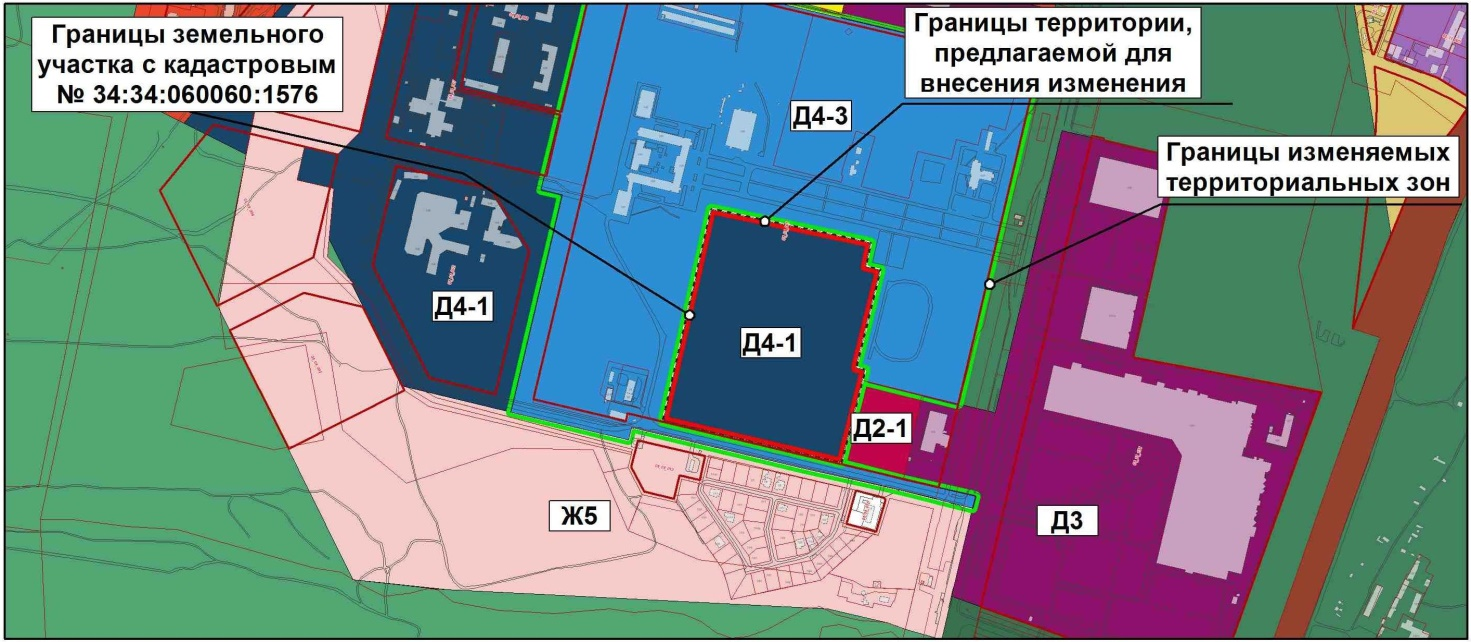 Границы земельного
участка с кадастровым
№ 34:34:060060:1576
Границы территории,
предлагаемой для
внесения изменения
Д4-3
Границы изменяемых
территориальных зон
Д4-1
Д4-1
Д2-1
Ж5
Д3